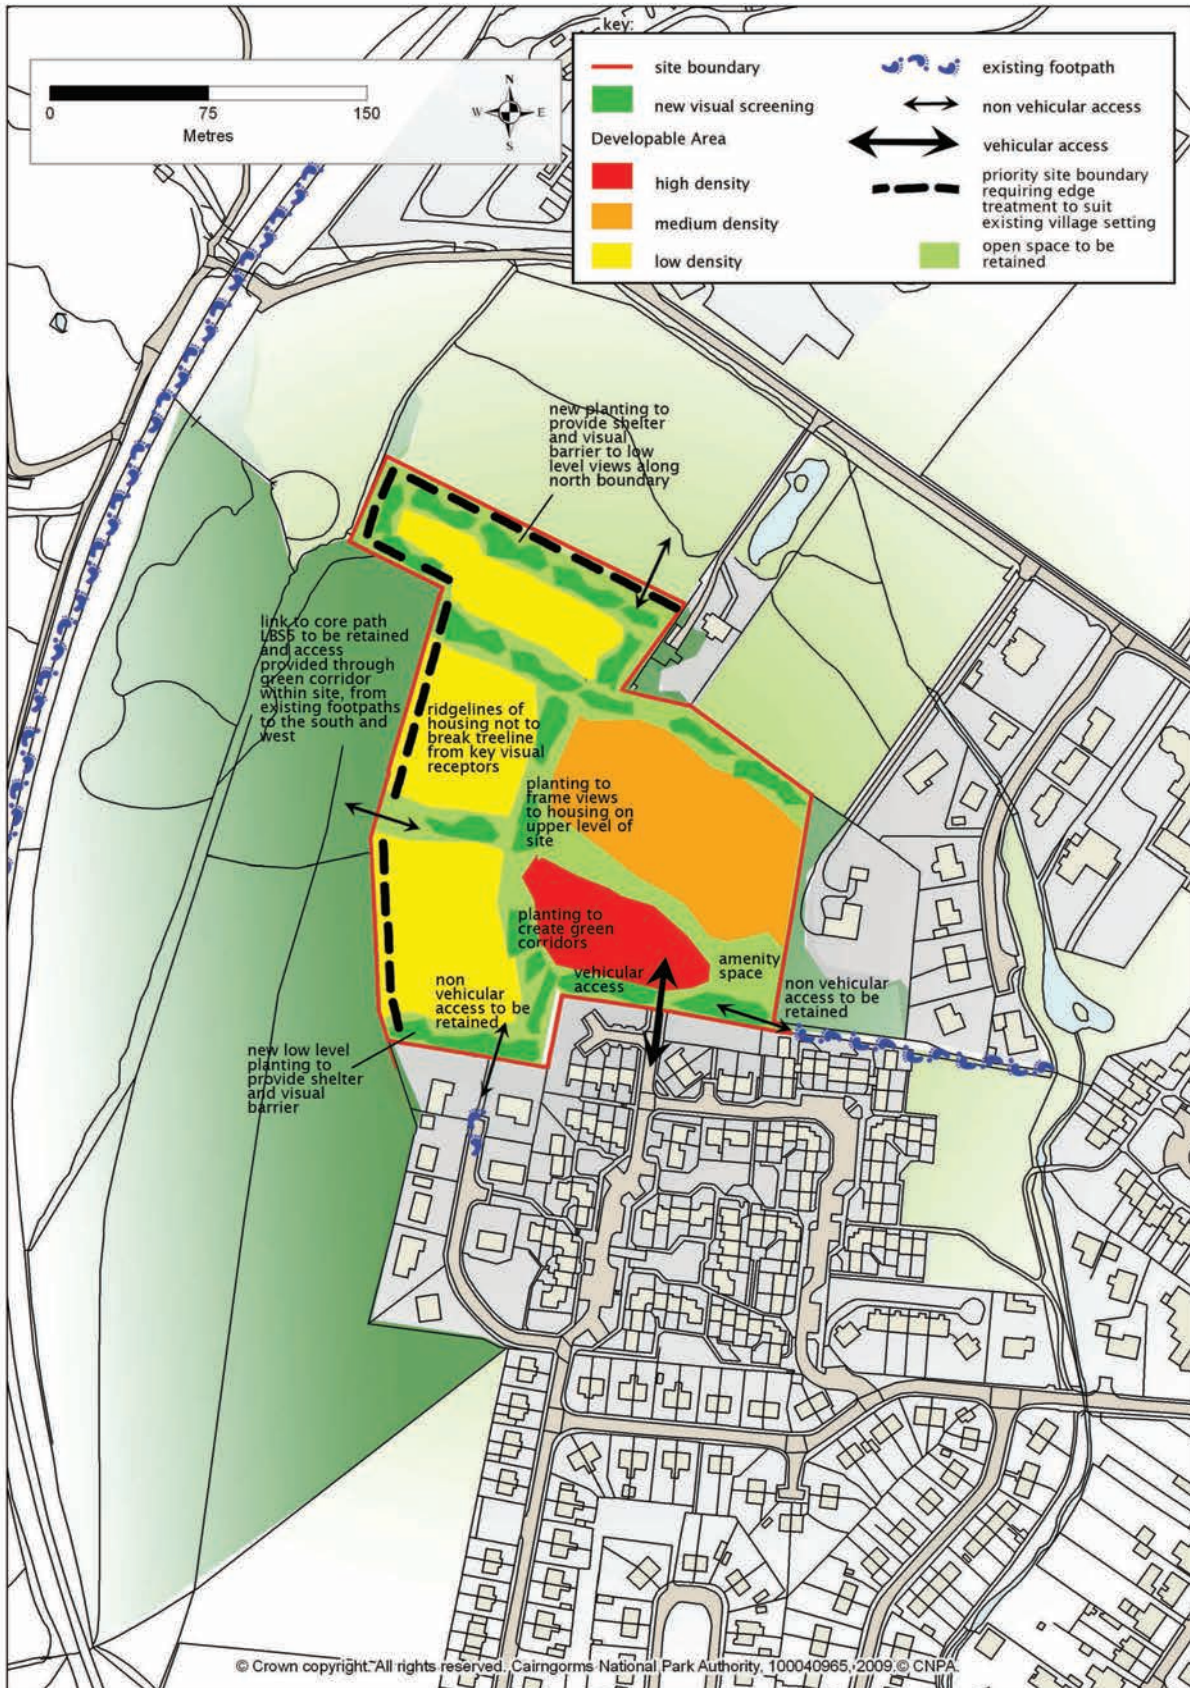 key:
site boundary
new visual screening
Developable Area
high density
medium density
low density
existing footpath
non vehicular access
vehicular access
priority site boundary
requiring edge
treatment to suit
existing village setting
open space to be
retained
0 75 150
Metres
N
W E
S
new planting to
provide shelter
and visual
barrier to low
level views along
north boundary
link to core path
LBS5 to be retained
and access
provided through
green corridor
within site, from
existing footpaths
to the south and
west
ridgelines of
housing not to
break treeline
from key visual
receptors
planting to
frame views
to housing on
upper level of
site
planting to
create green
corridors
vehicular
access
amenity
space
non vehicular
access to be
retained
non
vehicular
access to be
retained
new low level
planting to
provide shelter
and visual
barrier
© Crown copyright. All rights reserved. Cairngorms National Park Authority, 100040965, 2009.© CNPA.